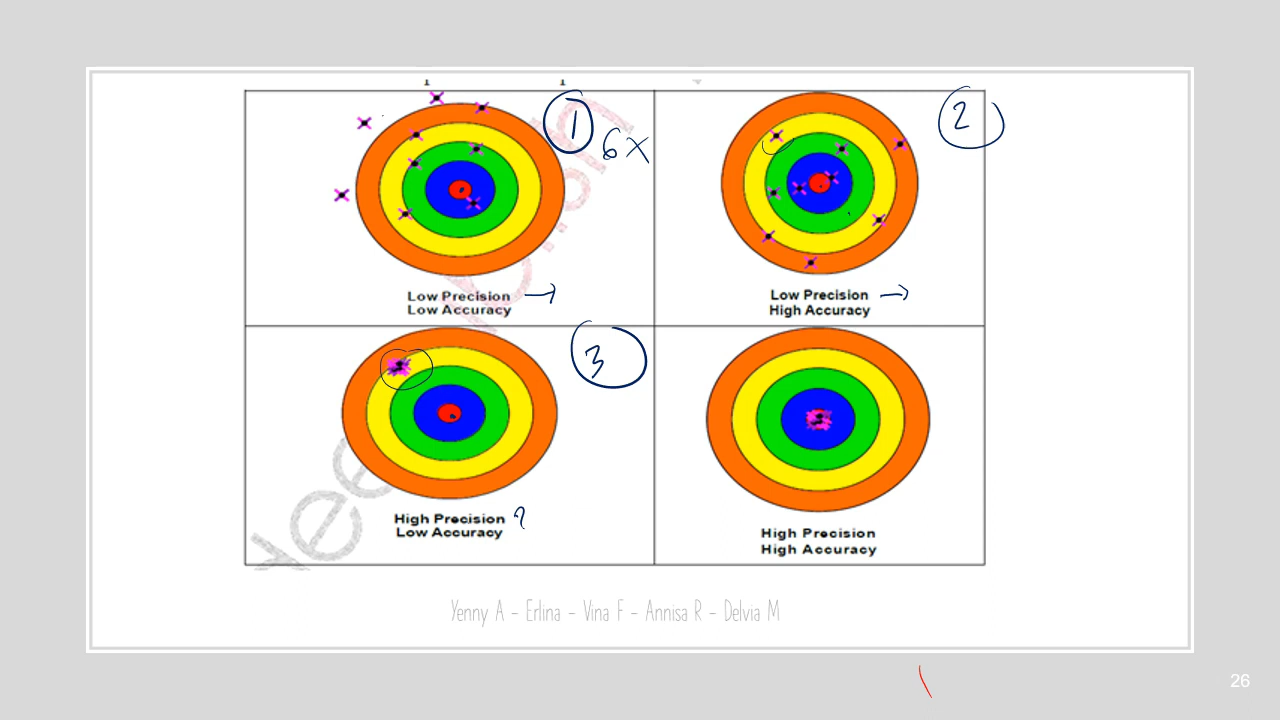 1
6x
2
Low Precision
Low Accuracy
Low Precision
High Accuracy
3
High Precision ?
Low Accuracy
High Precision
High Accuracy
Yenny A - Erlina - Vina F - Annisa R - Delvia M
26